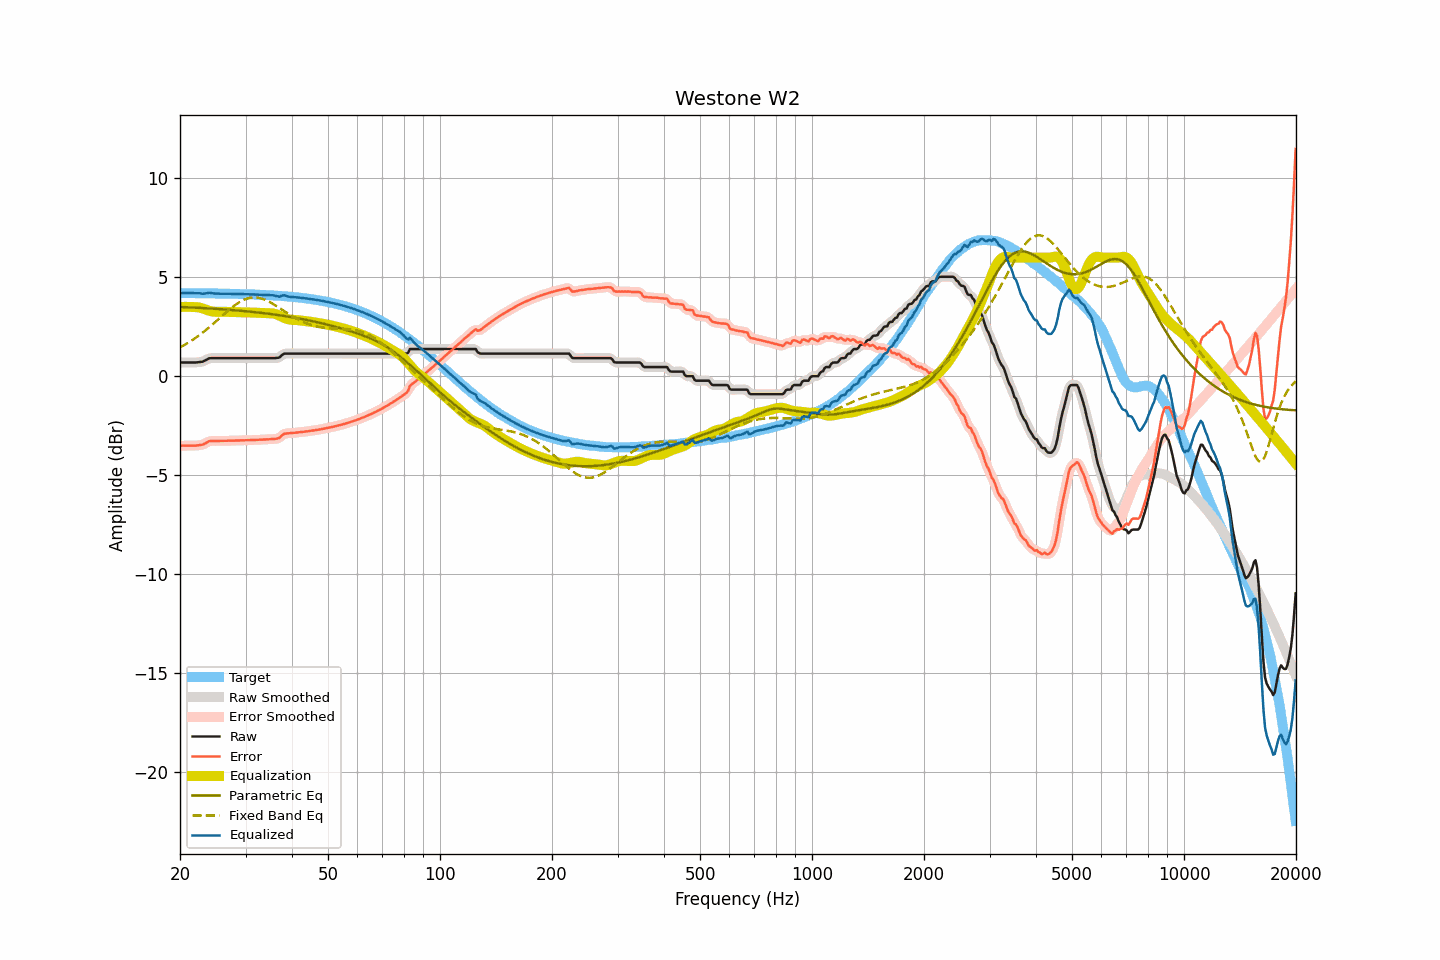 Westone W2
Amplitude (dBr)
10
5
0
−5
−10
−15
−20
Target
Raw Smoothed
Error Smoothed
Raw
Error
Equalization
Parametric Eq
Fixed Band Eq
Equalized
20 50 100 200 500 1000 2000 5000 10000 20000
Frequency (Hz)